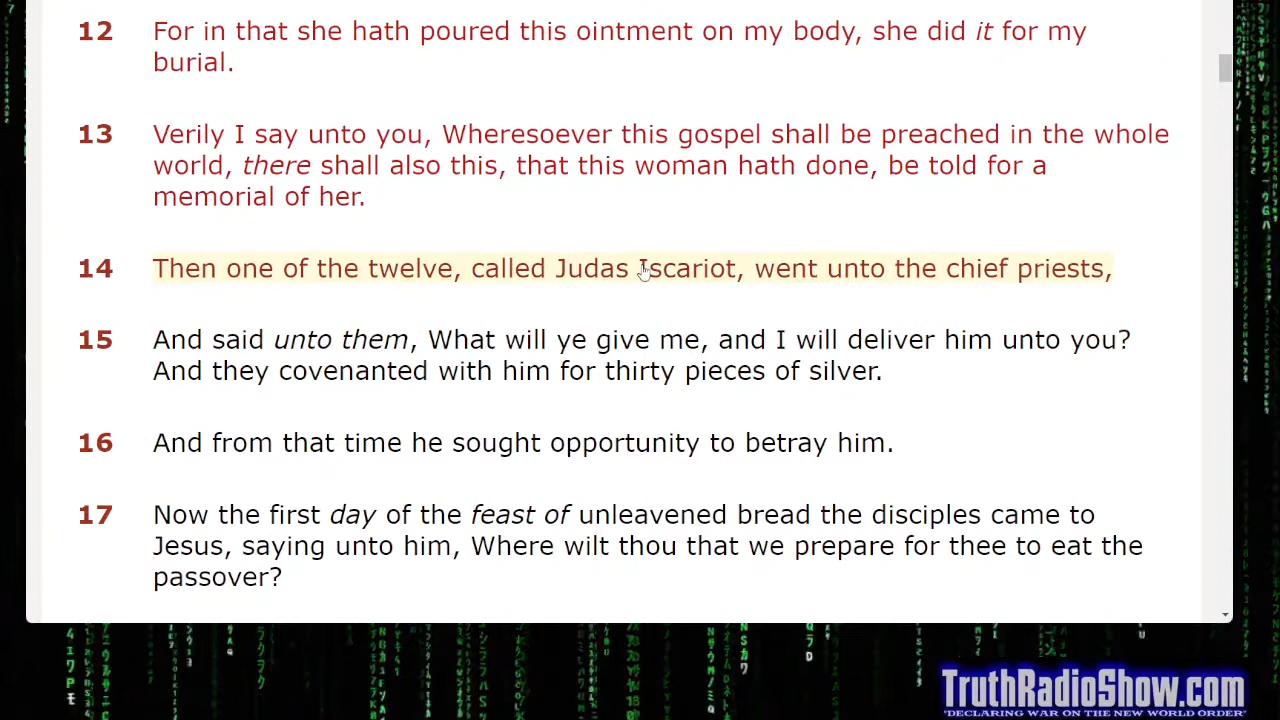 12 For in that she hath poured this ointment on my body, she did it for my
burial.
13 Verily I say unto you, Wheresoever this gospel shall be preached in the whole
world, there shall also this, that this woman hath done, be told for a
memorial of her.
14 Then one of the twelve, called Judas Iscariot, went unto the chief priests,
15 And said unto them, What will ye give me, and I will deliver him unto you?
And they covenanted with him for thirty pieces of silver.
16 And from that time he sought opportunity to betray him.
17 Now the first day of the feast of unleavened bread the disciples came to
Jesus, saying unto him, Where wilt thou that we prepare for thee to eat the
passover?
TruthRadioShow.com
"DECLARING WAR ON THE NEW WORLD ORDER"